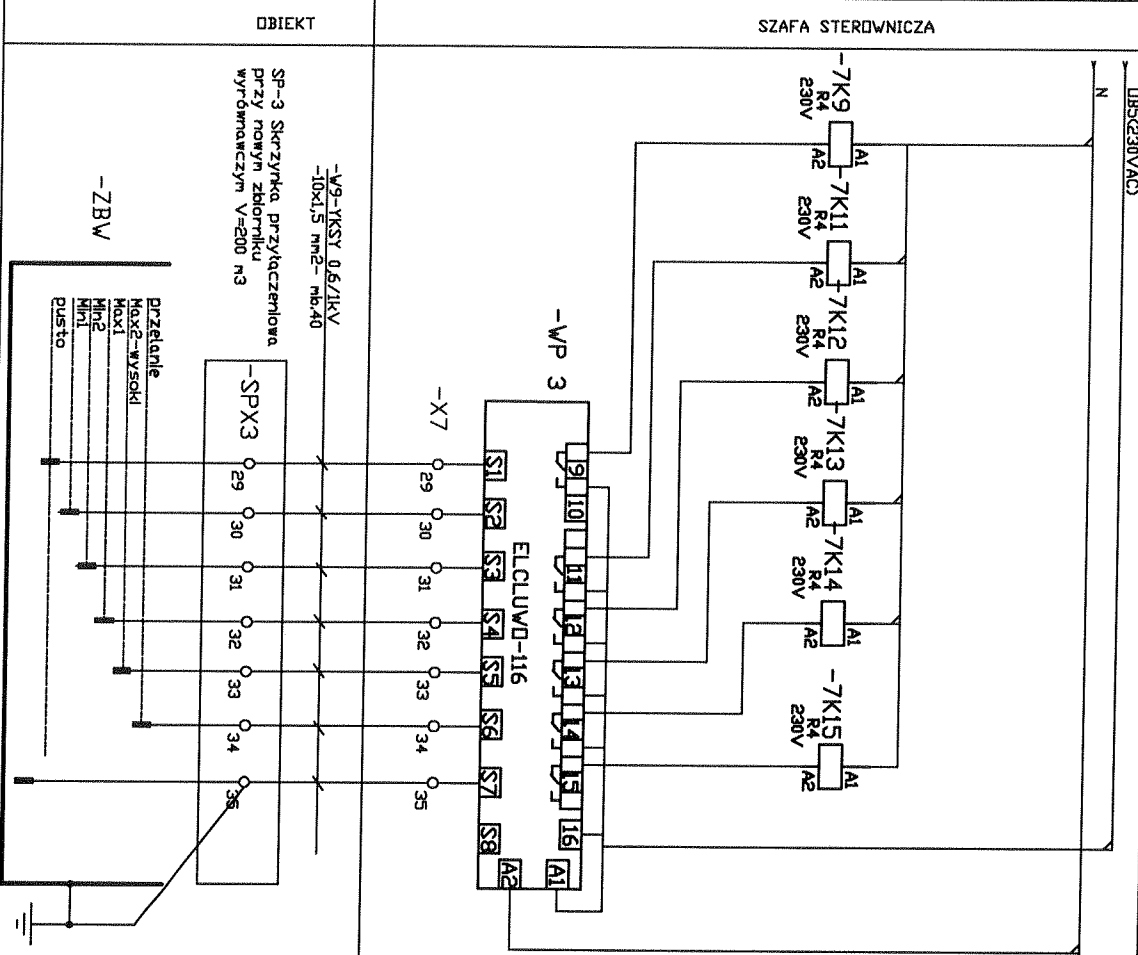 OBIEKT
SZAFA STEROWNICZA
N
-7K9
R4
230V
A1
A2
-7K11
R4
230V
A1
A2
-7K12
R4
230V
A1
A2
-7K13
R4
230V
A1
A2
-7K14
R4
230V
A1
A2
-7K15
R4
230V
A1
A2
SP-3 Skrzynka przyłączeniowa
przy nowym zbiorniku
wyrównawczym V=200 m3
-W9-YKSY 0,6/1kV
-10x1,5 mm2- mb.40
-ZBW
przelanie
Max2-wysoki
Max1
Min2
Min1
pusto
-SPX3
29
30
31
32
33
34
-X7
29
30
31
32
33
34
35
-WP 3
ELCLUWO-116
S1
S2
S3
S4
S5
S6
S7
S8
9
10
11
12
13
14
15
16
A1
A2